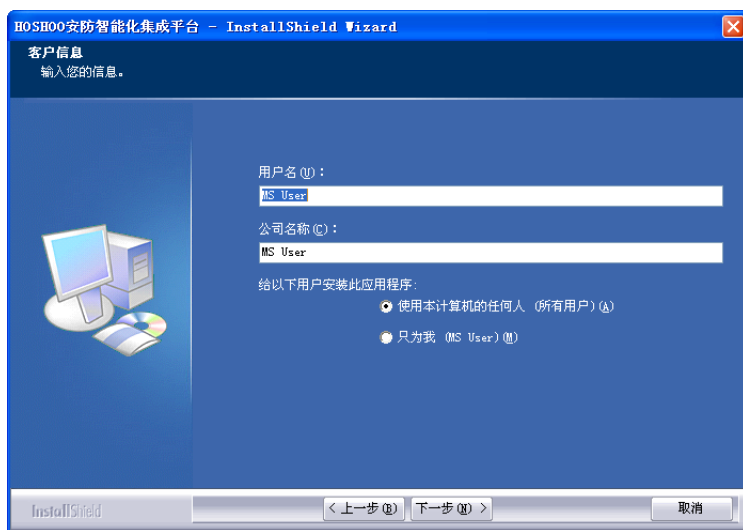 HOSHOO安防智能化集成平台 - InstallShield Wizard
客户信息
输入您的信息。
用户名(U)：
MS User
公司名称(C)：
MS User
给以下用户安装此应用程序:
使用本计算机的任何人 (所有用户)(A)
只为我 (MS User)(M)
InstallShield
< 上一步(B) 下一步(N) > 取消